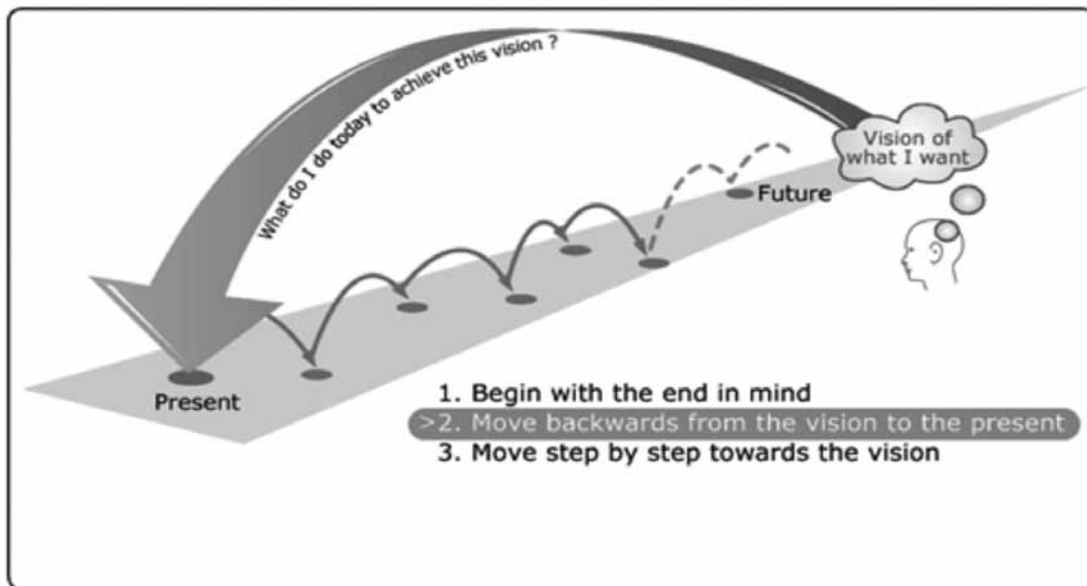 What do I do today to achieve this vision ?
Vision of
what I want
Future
Present
1. Begin with the end in mind
>2. Move backwards from the vision to the present
3. Move step by step towards the vision